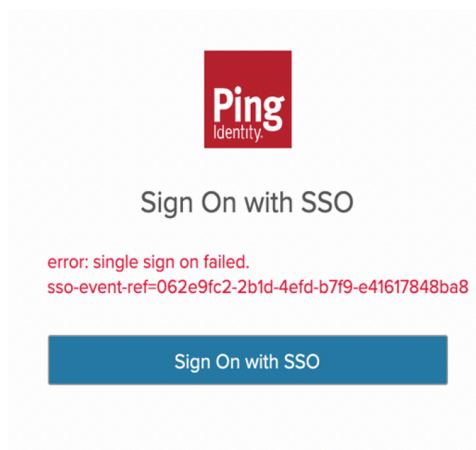 Ping
Identity.
Sign On with SSO
error: single sign on failed.
sso-event-ref=062e9fc2-2b1d-4efd-b7f9-e41617848ba8
Sign On with SSO